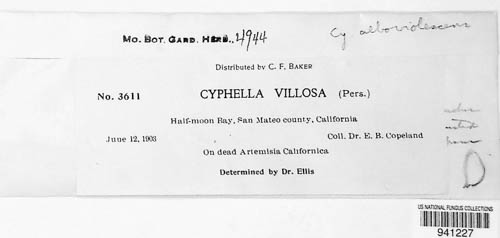 Mo. Bot. Gard. Herb., 4944
Cy alboviolescens
Distributed by C. F. Baker
No. 3611
CYPHELLA VILLOSA (Pers.)
Half-moon Bay, San Mateo county, California
June 12, 1903
Coll. Dr. E. B. Copeland
On dead Artemisia Californica
Determined by Dr. Ellis
US NATIONAL FUNGUS COLLECTIONS
941227